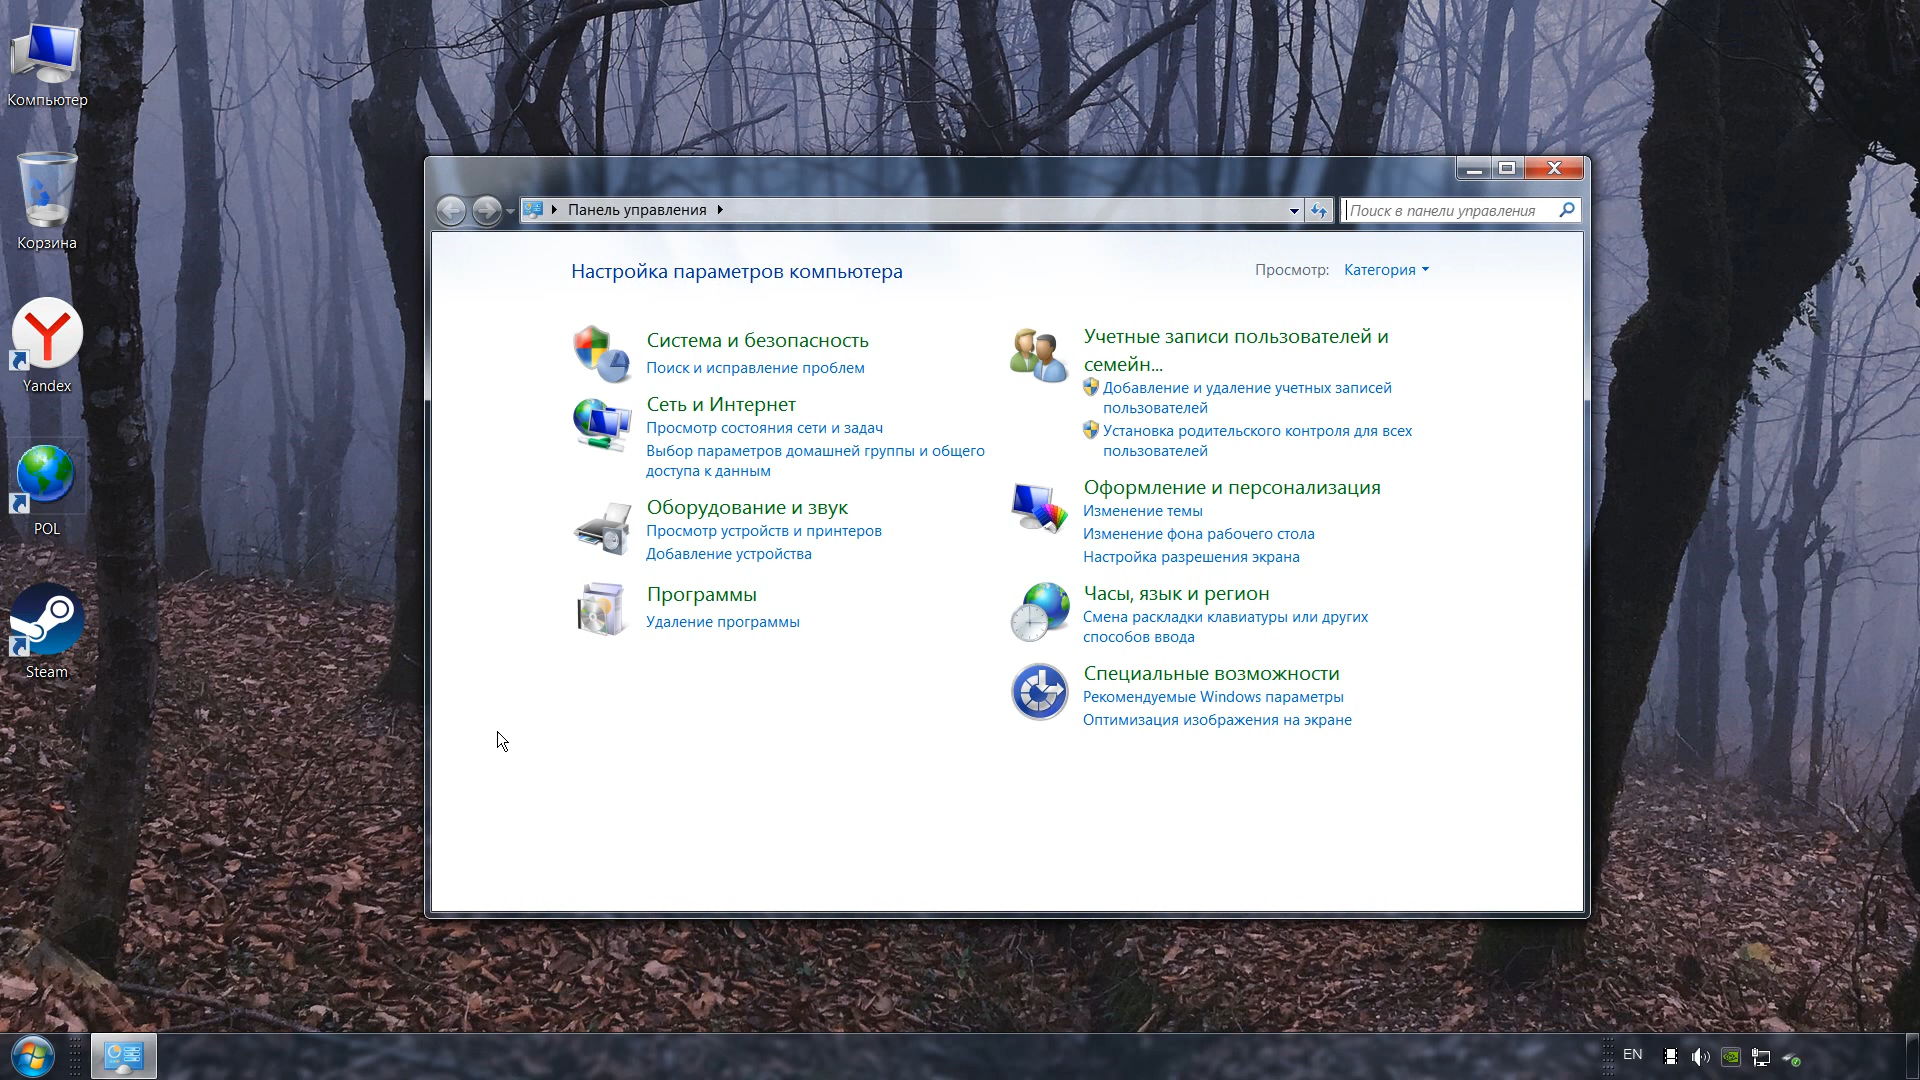 Компьютер
Корзина
Yandex
POL
Steam
Панель управления
Поиск в панели управления
Настройка параметров компьютера
Просмотр: Категория
Система и безопасность
Поиск и исправление проблем
Сеть и Интернет
Просмотр состояния сети и задач
Выбор параметров домашней группы и общего
доступа к данным
Оборудование и звук
Просмотр устройств и принтеров
Добавление устройства
Программы
Удаление программы
Учетные записи пользователей и
семейн...
Добавление и удаление учетных записей
пользователей
Установка родительского контроля для всех
пользователей
Оформление и персонализация
Изменение темы
Изменение фона рабочего стола
Настройка разрешения экрана
Часы, язык и регион
Смена раскладки клавиатуры или других
способов ввода
Специальные возможности
Рекомендуемые Windows параметры
Оптимизация изображения на экране
EN